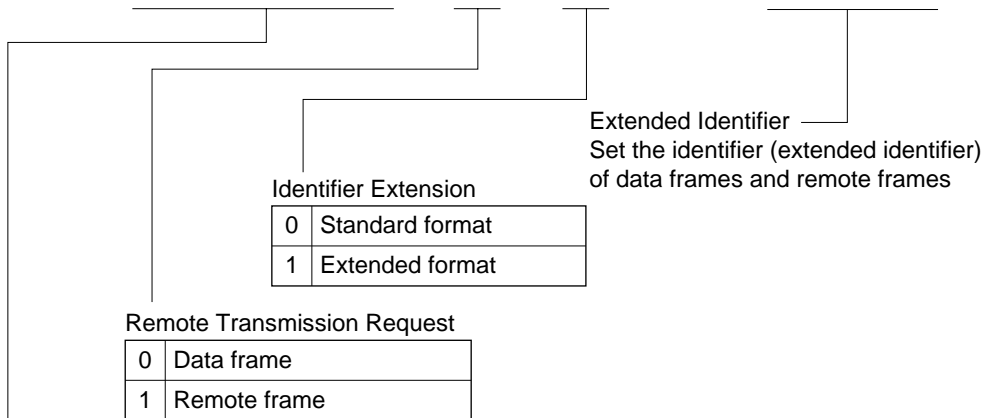 Extended Identifier
Set the identifier (extended identifier)
of data frames and remote frames
Identifier Extension
0 Standard format
1 Extended format
Remote Transmission Request
0 Data frame
1 Remote frame